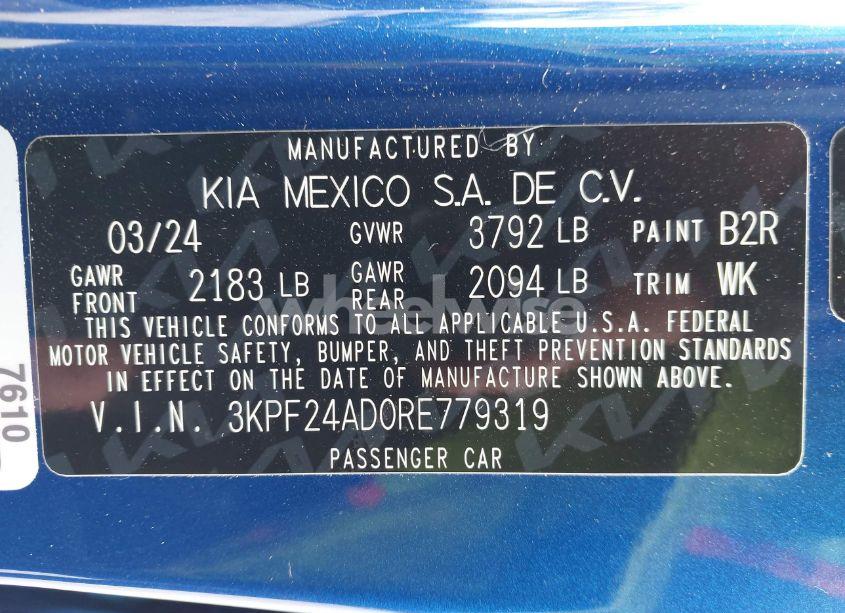 MANUFACTURED BY
KIA MEXICO S.A. DE C.V.
03/24 GVWR 3792 LB PAINT B2R
GAWR FRONT 2183 LB GAWR REAR 2094 LB TRIM WK
wheelwise
THIS VEHICLE CONFORMS TO ALL APPLICABLE U.S.A. FEDERAL
MOTOR VEHICLE SAFETY, BUMPER, AND THEFT PREVENTION STANDARDS
IN EFFECT ON THE DATE OF MANUFACTURE SHOWN ABOVE.
V.I.N. 3KPF24AD0RE779319
PASSENGER CAR
7610